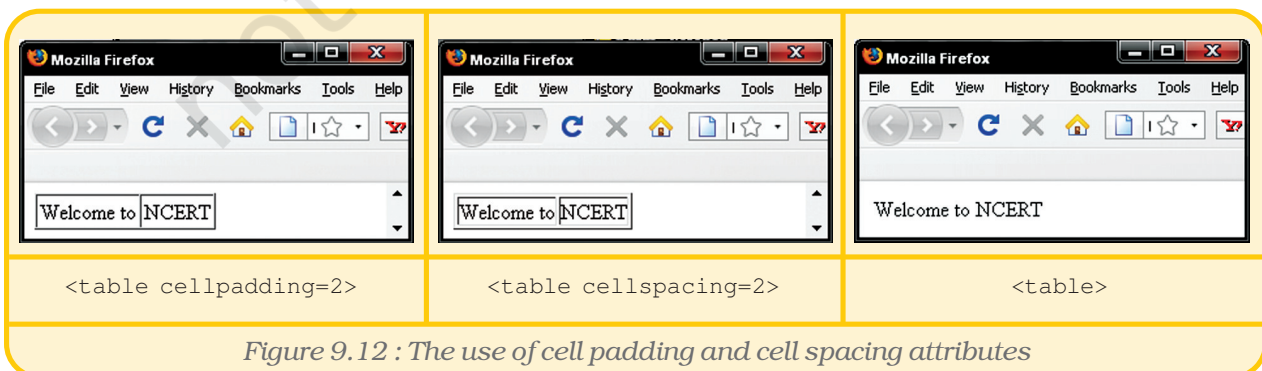 Mozilla Firefox
File Edit View History Bookmarks Tools Help
Welcome to NCERT
<table cellpadding=2>
Mozilla Firefox
File Edit View History Bookmarks Tools Help
Welcome to NCERT
<table cellspacing=2>
Mozilla Firefox
File Edit View History Bookmarks Tools Help
Welcome to NCERT
<table>
Figure 9.12 : The use of cell padding and cell spacing attributes
not